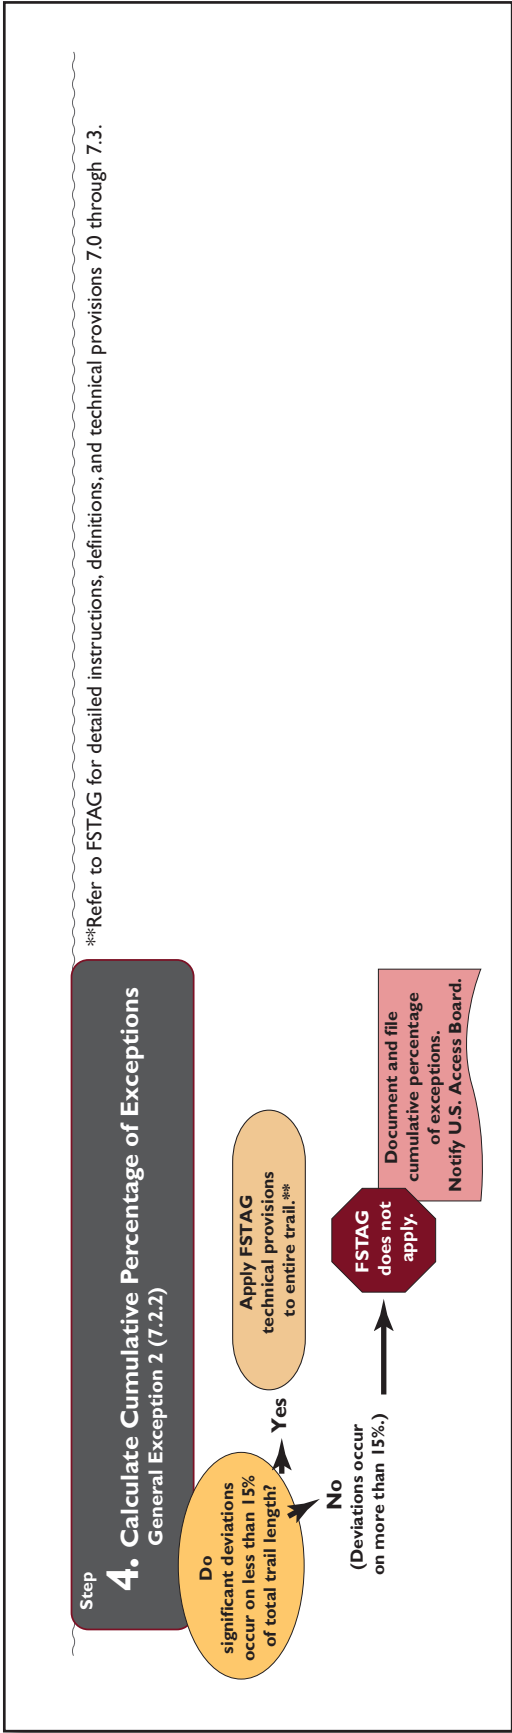 Step
4. Calculate Cumulative Percentage of Exceptions
General Exception 2 (7.2.2)
**Refer to FSTAG for detailed instructions, definitions, and technical provisions 7.0 through 7.3.
Do
significant deviations
occur on less than 15%
of total trail length?
Yes
Apply FSTAG
technical provisions
to entire trail.**
No
(Deviations occur
on more than 15%.)
FSTAG
does not
apply.
Document and file
cumulative percentage
of exceptions.
Notify U.S. Access Board.